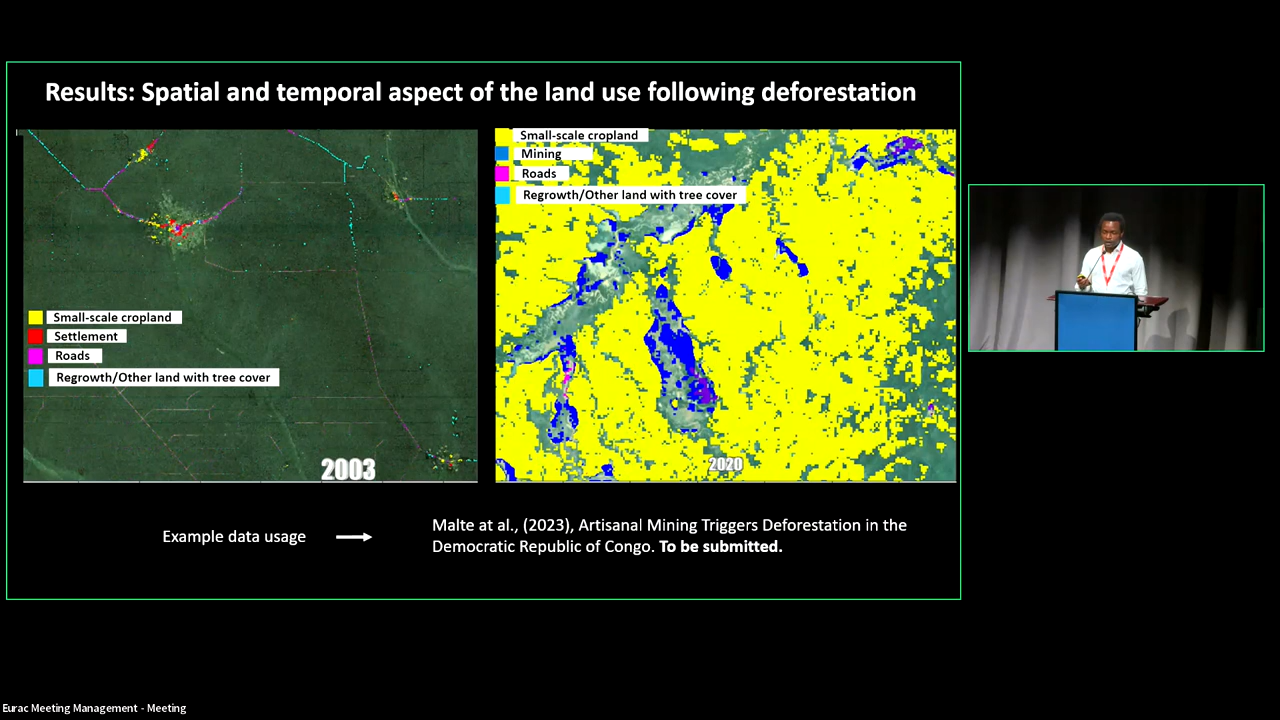 Results: Spatial and temporal aspect of the land use following deforestation
Small-scale cropland
Settlement
Roads
Regrowth/Other land with tree cover
2003
Small-scale cropland
Mining
Roads
Regrowth/Other land with tree cover
2020
Example data usage
Malte at al., (2023), Artisanal Mining Triggers Deforestation in the
Democratic Republic of Congo. To be submitted.
Eurac Meeting Management - Meeting